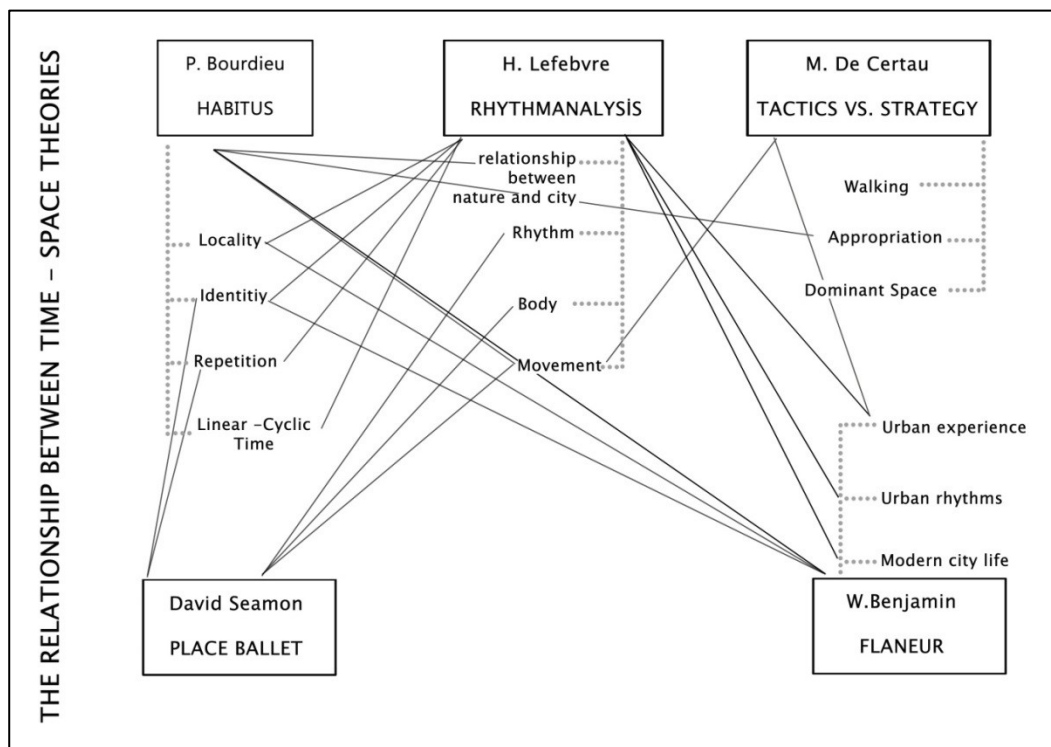 THE RELATIONSHIP BETWEEN TIME – SPACE THEORIES
P. Bourdieu
HABITUS
H. Lefebvre
RHYTHMANALYSİS
M. De Certau
TACTICS VS. STRATEGY
Locality
Identitiy
Repetition
Linear –Cyclic
Time
relationship
between
nature and city
Rhythm
Body
Movement
Walking
Appropriation
Dominant Space
Urban experience
Urban rhythms
Modern city life
David Seamon
PLACE BALLET
W.Benjamin
FLANEUR